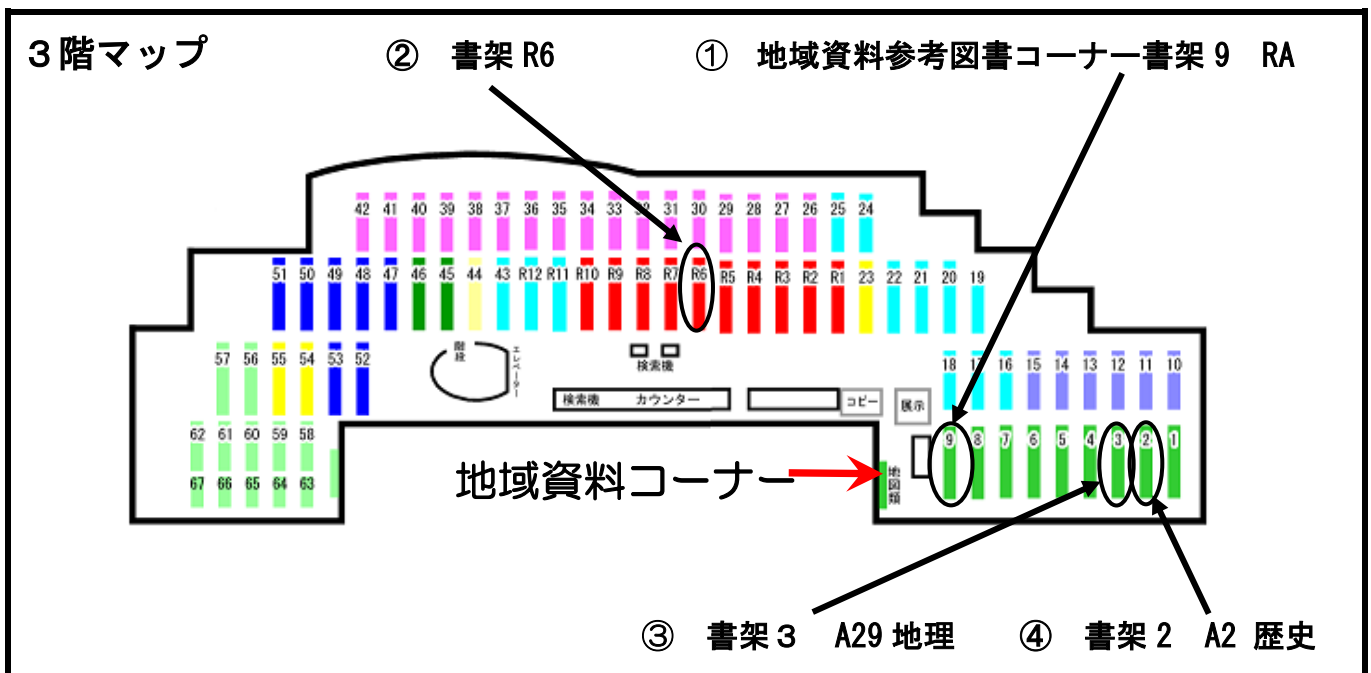 3階マップ
② 書架 R6
① 地域資料参考図書コーナー書架 9 RA
42 41 40 39 38 37 36 35 34 33 32 31 30 29 28 27 26 25 24
51 50 49 48 47 46 45 44 43 R12 R11 R10 R9 R8 R7 R6 R5 R4 R3 R2 R1 23 22 21 20 19
57 56 55 54 53 52
階段
エレベーター
検索機
18 17 16 15 14 13 12 11 10
検索機 カウンター
コピー
展示
62 61 60 59 58
9 8 7 6 5 4 3 2 1
67 66 65 64 63
地域資料コーナー
地図類
③ 書架3 A29 地理
④ 書架 2 A2 歴史